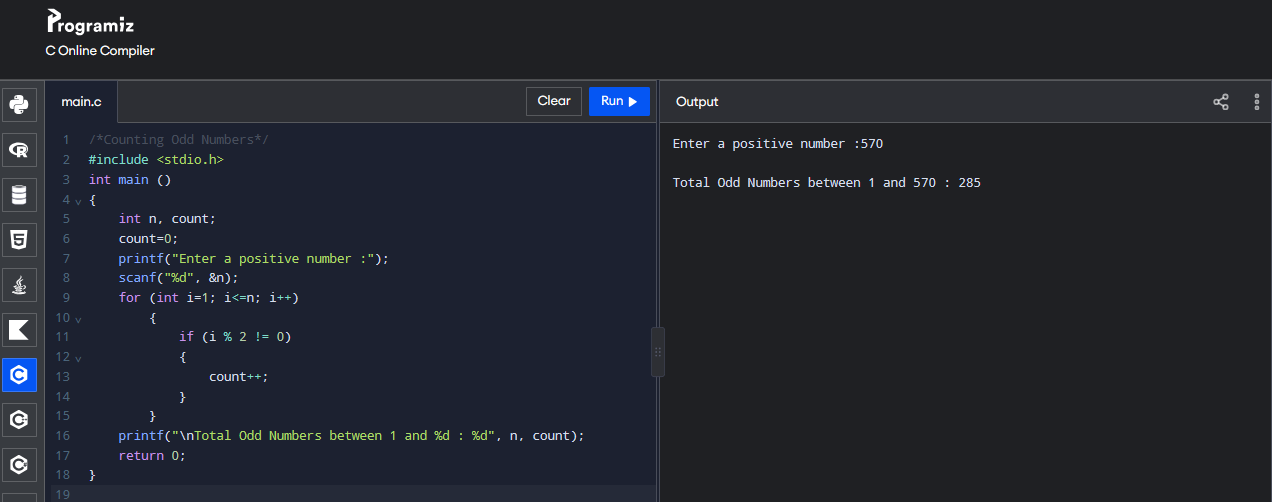 Programiz
C Online Compiler
main.c
Clear
Run
Output
1 /*Counting Odd Numbers*/
2 #include <stdio.h>
3 int main ()
4 {
5 int n, count;
6 count=0;
7 printf("Enter a positive number :");
8 scanf("%d", &n);
9 for (int i=1; i<=n; i++)
10 {
11 if (i % 2 != 0)
12 {
13 count++;
14 }
15 }
16 printf("\nTotal Odd Numbers between 1 and %d : %d", n, count);
17 return 0;
18 }
19
Enter a positive number :570
Total Odd Numbers between 1 and 570 : 285